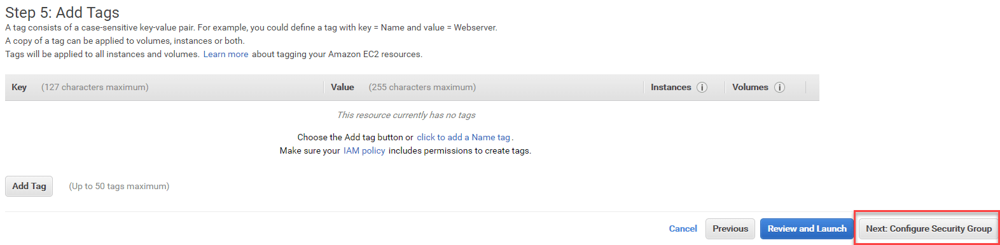 Step 5: Add Tags
A tag consists of a case-sensitive key-value pair. For example, you could define a tag with key = Name and value = Webserver.
A copy of a tag can be applied to volumes, instances or both.
Tags will be applied to all instances and volumes. Learn more about tagging your Amazon EC2 resources.
Key (127 characters maximum) Value (255 characters maximum) Instances i Volumes i
This resource currently has no tags
Choose the Add tag button or click to add a Name tag.
Make sure your IAM policy includes permissions to create tags.
Add Tag (Up to 50 tags maximum)
Cancel Previous Review and Launch Next: Configure Security Group